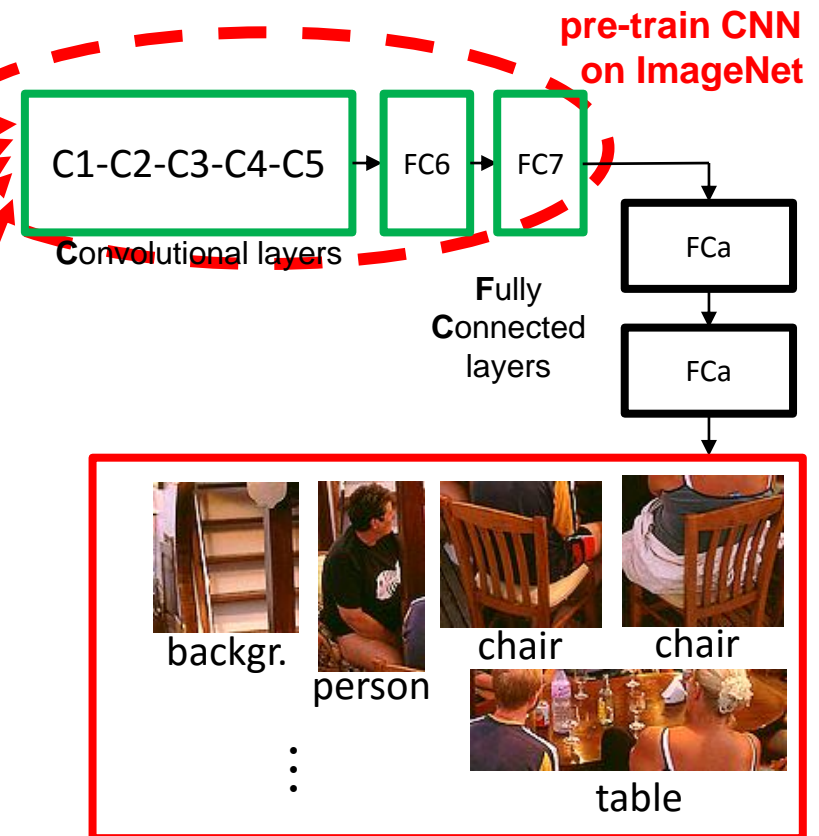 pre-train CNN
on ImageNet
C1-C2-C3-C4-C5
FC6
FC7
Convolutional layers
FCa
Fully
Connected
layers
FCa
backgr.
person
chair
chair
table